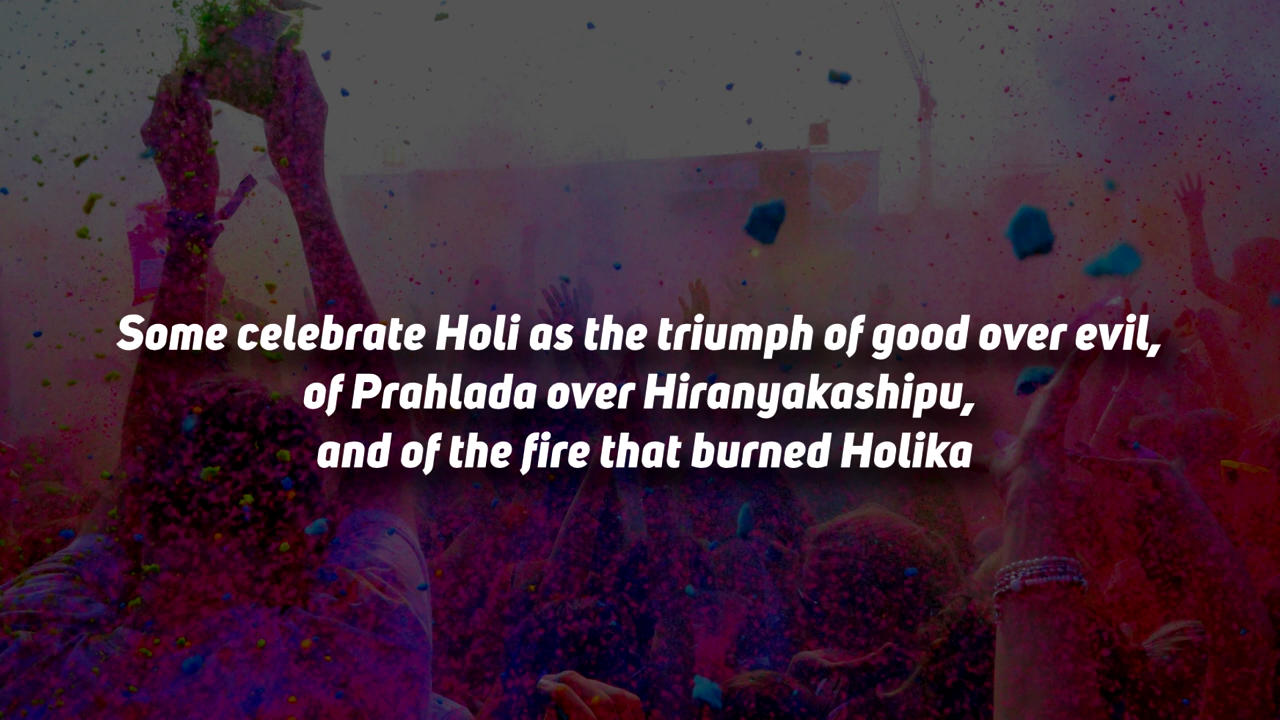 Some celebrate Holi as the triumph of good over evil,
of Prahlada over Hiranyakashipu,
and of the fire that burned Holika